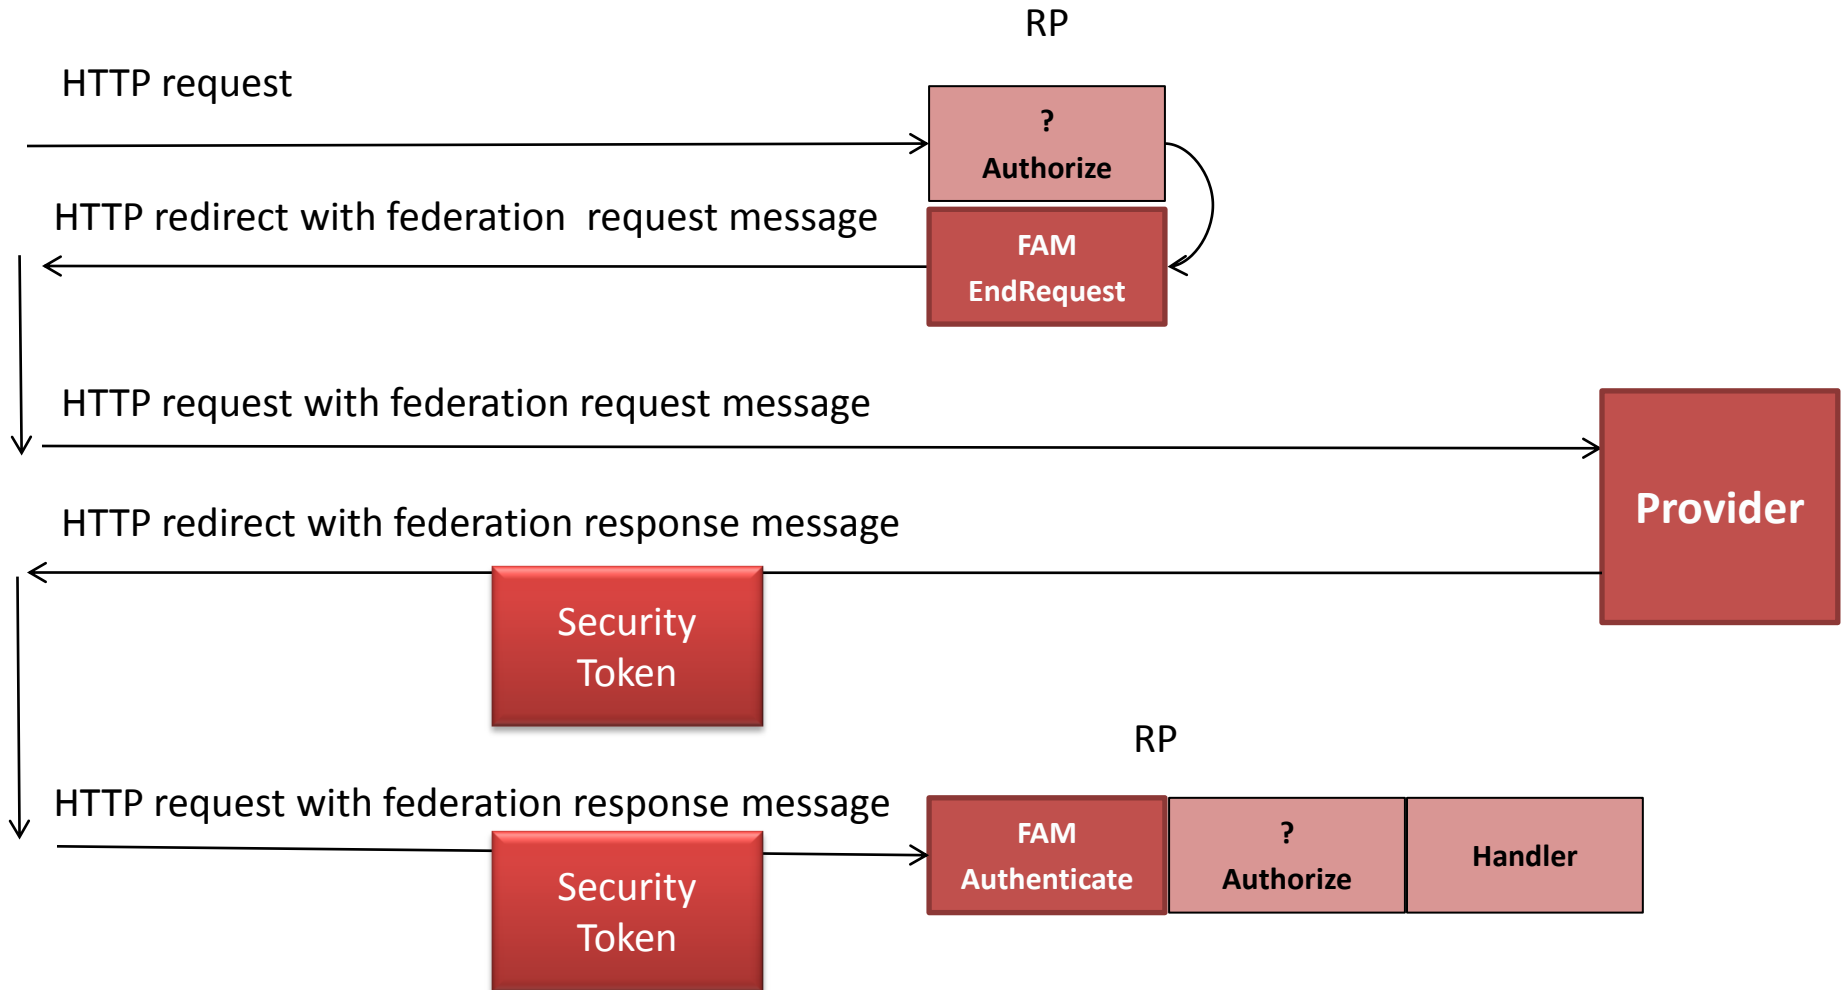 RP
HTTP request
?
Authorize
HTTP redirect with federation  request message
FAM
EndRequest
HTTP request with federation request message
Provider
HTTP redirect with federation response message
Security
Token
RP
HTTP request with federation response message
FAM
Authenticate
?
Authorize
Handler
Security
Token